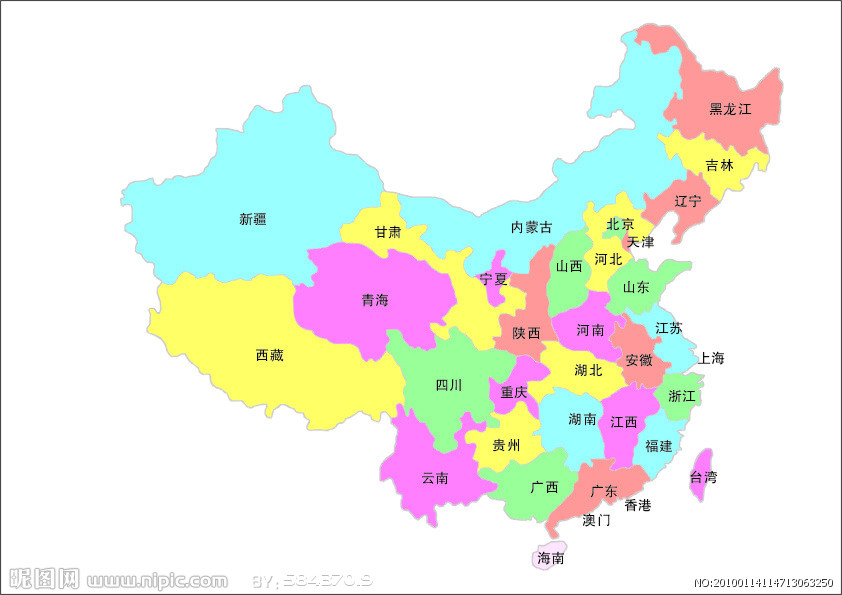 黑龙江
吉林
辽宁
新疆
内蒙古
北京
甘肃
天津
河北
山西
宁夏
山东
青海
陕西
河南
江苏
西藏
安徽
上海
湖北
四川
重庆
浙江
湖南
江西
贵州
福建
云南
台湾
广西
广东
香港
澳门
海南
昵图网 www.nipic.com BY:584370.9
NO:20100114114713063250